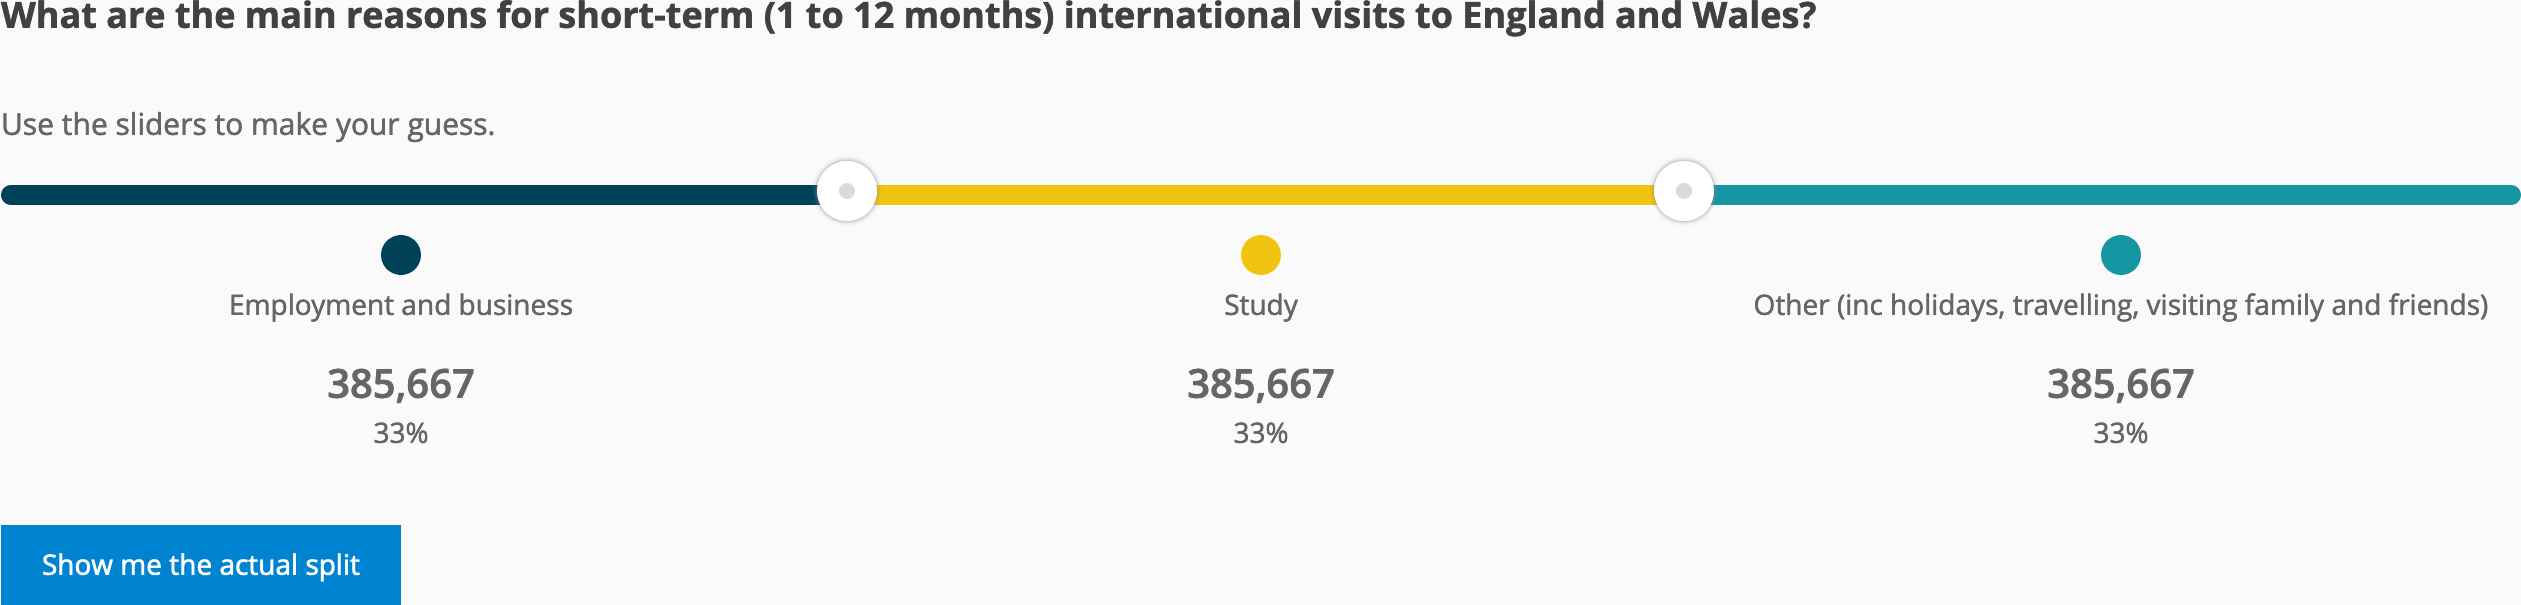 What are the main reasons for short-term (1 to 12 months) international visits to England and Wales?
Use the sliders to make your guess.
Employment and business
Study
Other (inc holidays, travelling, visiting family and friends)
385,667
385,667
385,667
33%
33%
33%
Show me the actual split